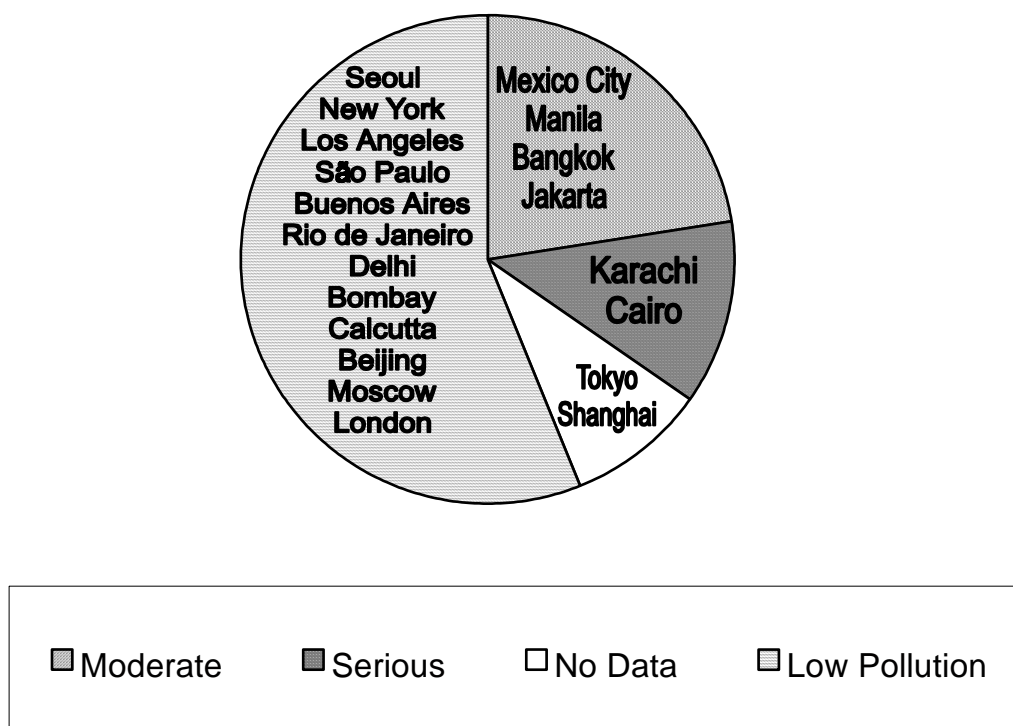 Seoul
New York
Los Angeles
São Paulo
Buenos Aires
Rio de Janeiro
Delhi
Bombay
Calcutta
Beijing
Moscow
London
Mexico City
Manila
Bangkok
Jakarta
Karachi
Cairo
Tokyo
Shanghai
Moderate
Serious
No Data
Low Pollution